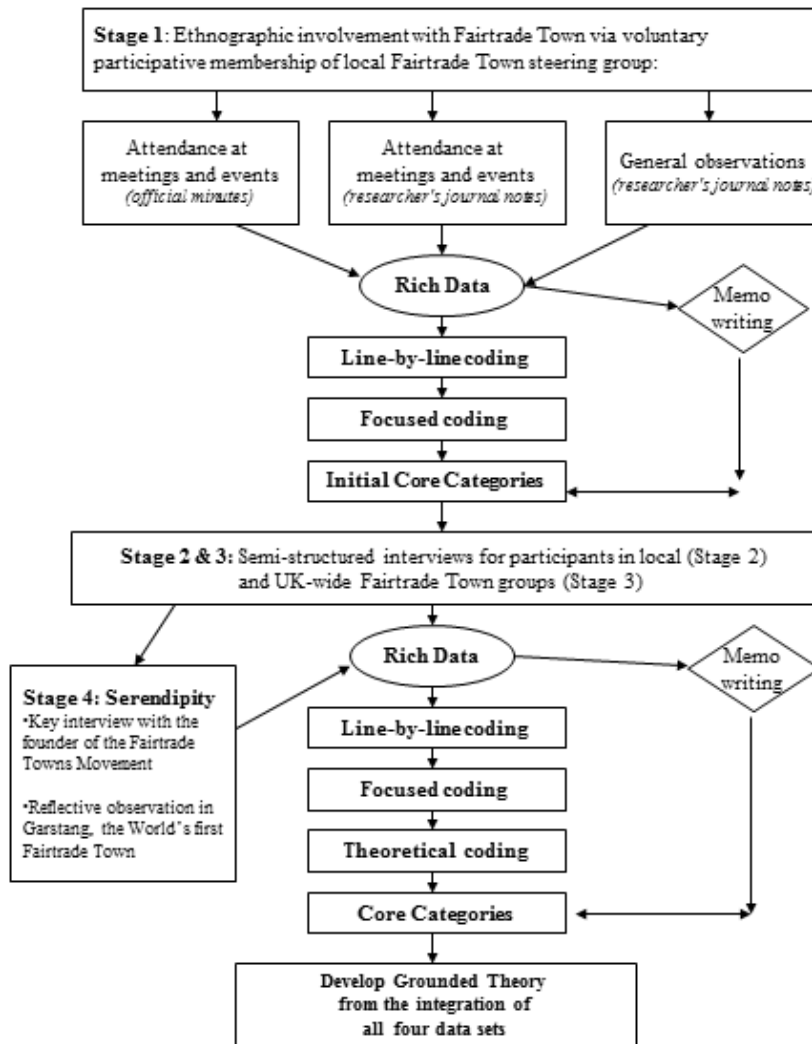 Stage 1: Ethnographic involvement with Fairtrade Town via voluntary
participative membership of local Fairtrade Town steering group:
Attendance at
meetings and events
(official minutes)
Attendance at
meetings and events
(researcher's journal notes)
General observations
(researcher's journal notes)
Rich Data
Memo
writing
Line-by-line coding
Focused coding
Initial Core Categories
Stage 2 & 3: Semi-structured interviews for participants in local (Stage 2)
and UK-wide Fairtrade Town groups (Stage 3)
Rich Data
Memo
writing
Stage 4: Serendipity
•Key interview with the
founder of the Fairtrade
Towns Movement
•Reflective observation in
Garstang, the World's first
Fairtrade Town
Line-by-line coding
Focused coding
Theoretical coding
Core Categories
Develop Grounded Theory
from the integration of
all four data sets